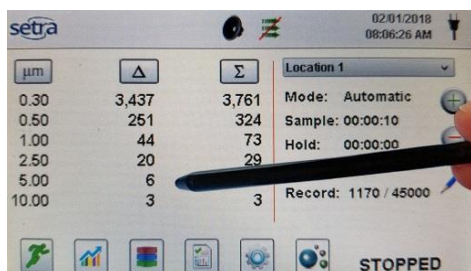 setra
02/01/2018
08:06:26 AM
µm Δ Σ
0.30 3,437 3,761
0.50 251 324
1.00 44 73
2.50 20 29
5.00 6
10.00 3 3
Location 1
Mode: Automatic
Sample: 00:00:10
Hold: 00:00:00
Record: 1170 / 45000
STOPPED